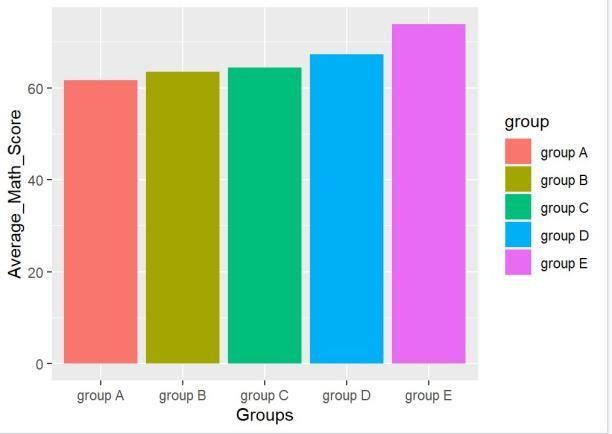 Average_Math_Score
60
40
20
0
group A group B group C group D group E
Groups
group
group A
group B
group C
group D
group E